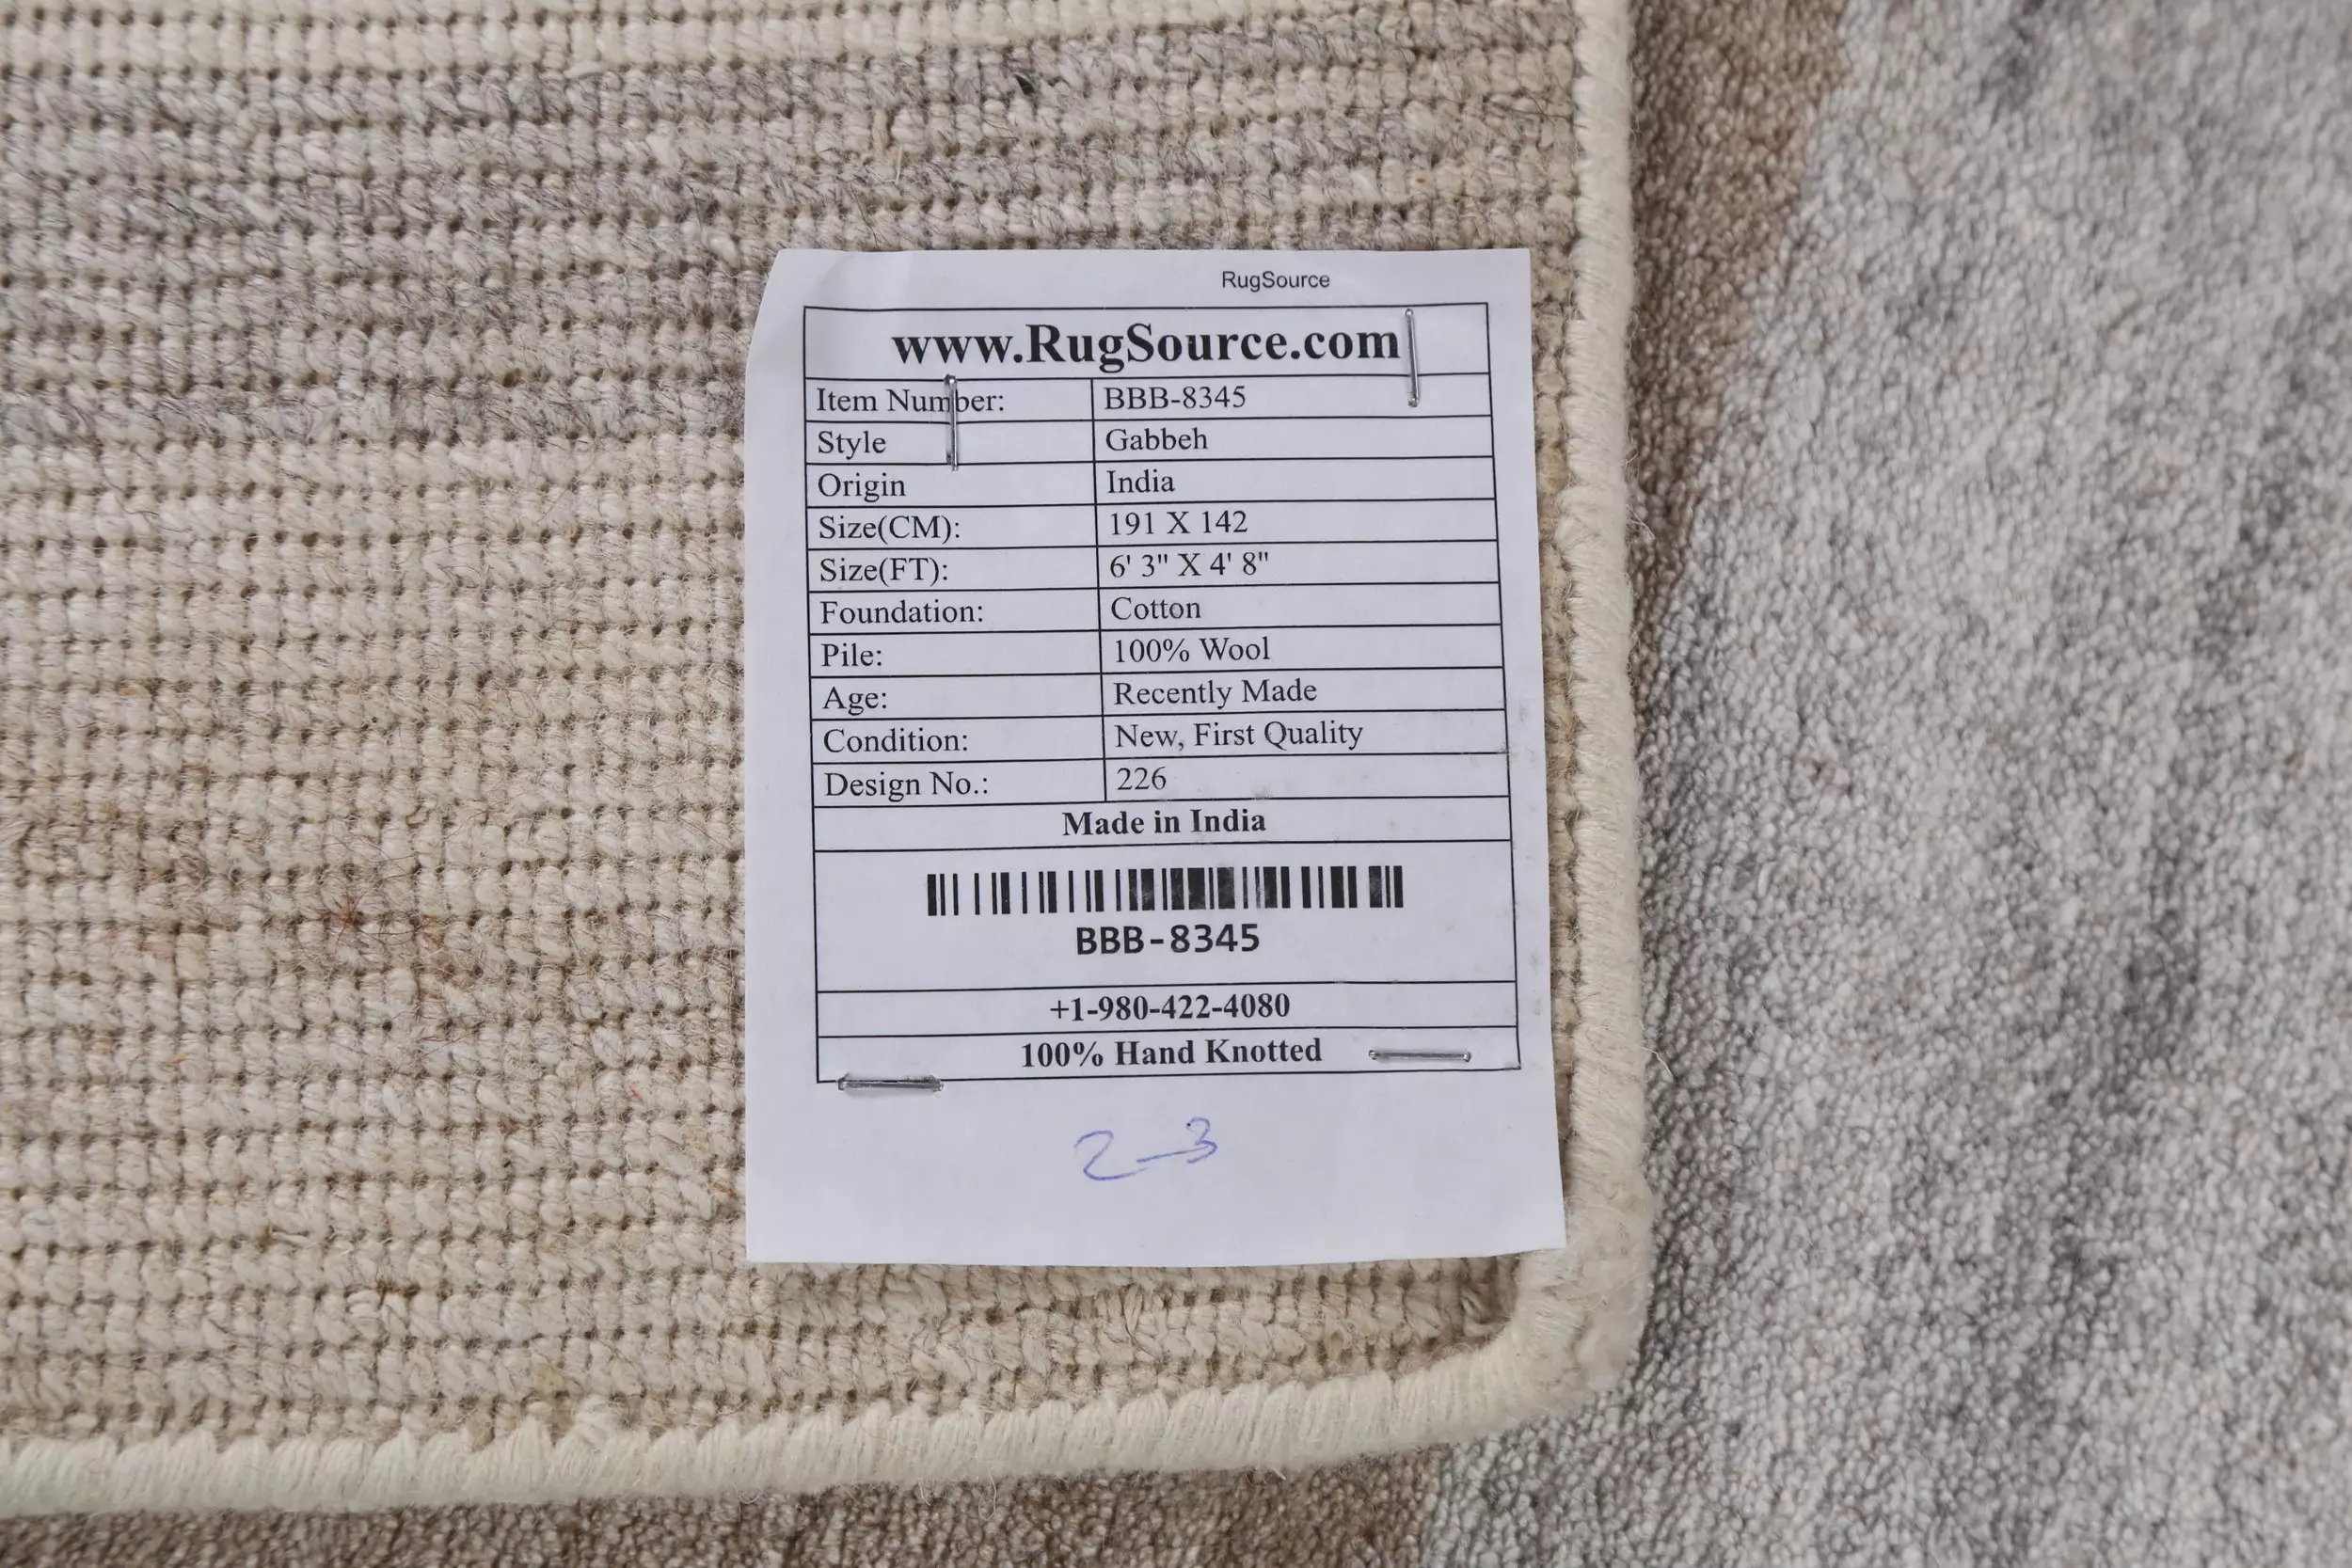 RugSource
www.RugSource.com
Item Number: BBB-8345
Style Gabbeh
Origin India
Size(CM): 191 X 142
Size(FT): 6' 3" X 4' 8"
Foundation: Cotton
Pile: 100% Wool
Age: Recently Made
Condition: New, First Quality
Design No.: 226
Made in India
BBB-8345
+1-980-422-4080
100% Hand Knotted
2-3